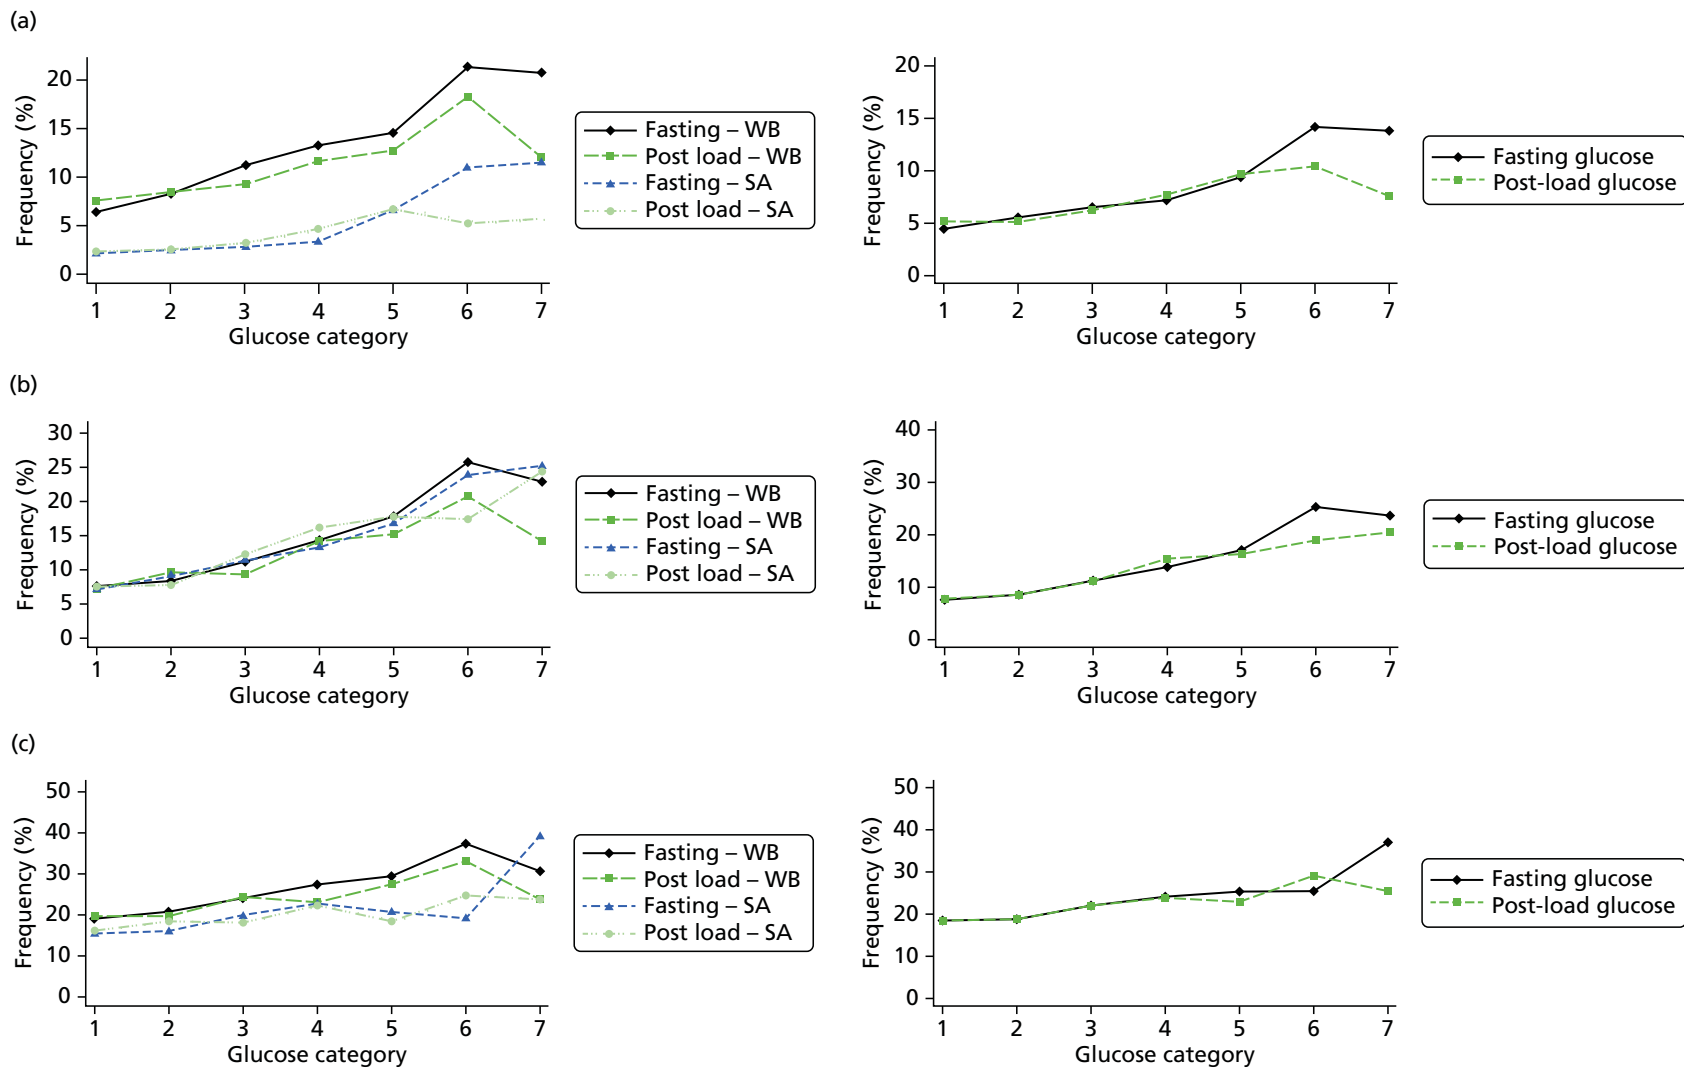 (a)
Frequency (%)
20
15
10
5
0
1 2 3 4 5 6 7
Glucose category
Fasting – WB
Post load – WB
Fasting – SA
Post load – SA
Frequency (%)
20
15
10
5
0
1 2 3 4 5 6 7
Glucose category
Fasting glucose
Post-load glucose
(b)
Frequency (%)
30
25
20
15
10
5
0
1 2 3 4 5 6 7
Glucose category
Fasting – WB
Post load – WB
Fasting – SA
Post load – SA
Frequency (%)
40
30
20
10
0
1 2 3 4 5 6 7
Glucose category
Fasting glucose
Post-load glucose
(c)
Frequency (%)
50
40
30
20
10
0
1 2 3 4 5 6 7
Glucose category
Fasting – WB
Post load – WB
Fasting – SA
Post load – SA
Frequency (%)
50
40
30
20
10
0
1 2 3 4 5 6 7
Glucose category
Fasting glucose
Post-load glucose